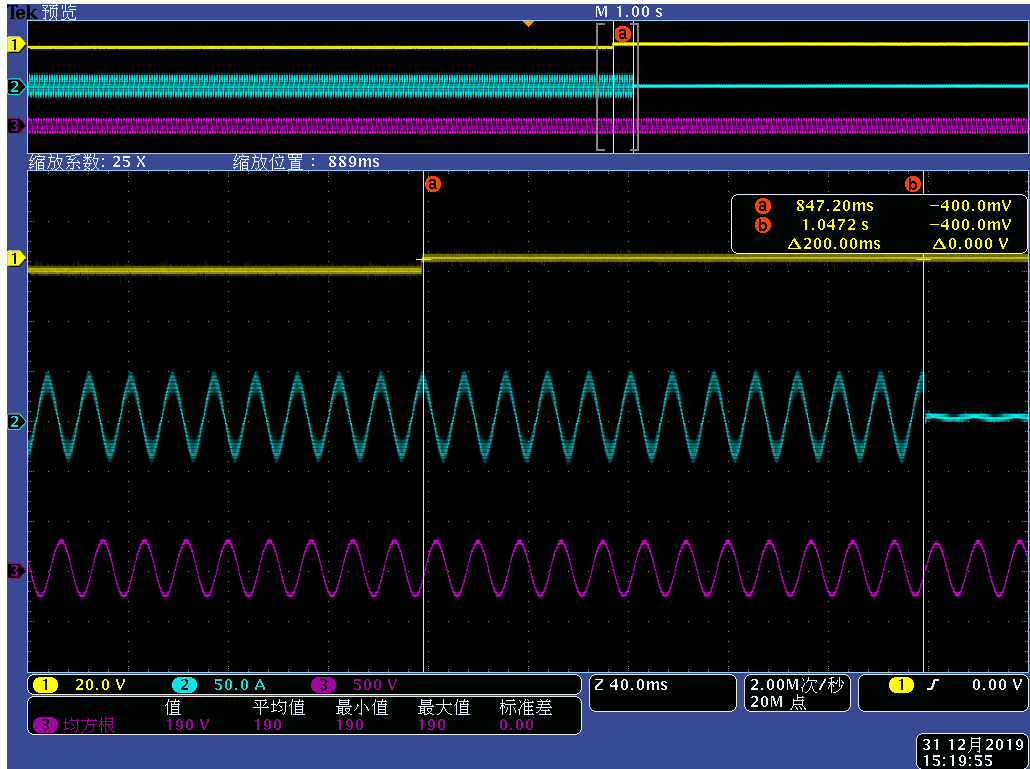 Tek 预览 M 1.00 s
a
1
2
3
缩放系数: 25 X 缩放位置： 889ms
a b
a 847.20ms −400.0mV
b 1.0472 s −400.0mV
Δ200.00ms Δ0.000 V
1
2
3
1 20.0 V 2 50.0 A 3 500 V Z 40.0ms 2.00M次/秒 1 0.00 V
20M 点
值 平均值 最小值 最大值 标准差
3 均方根 190 V 190 190 190 0.00
31 12月2019
15:19:55